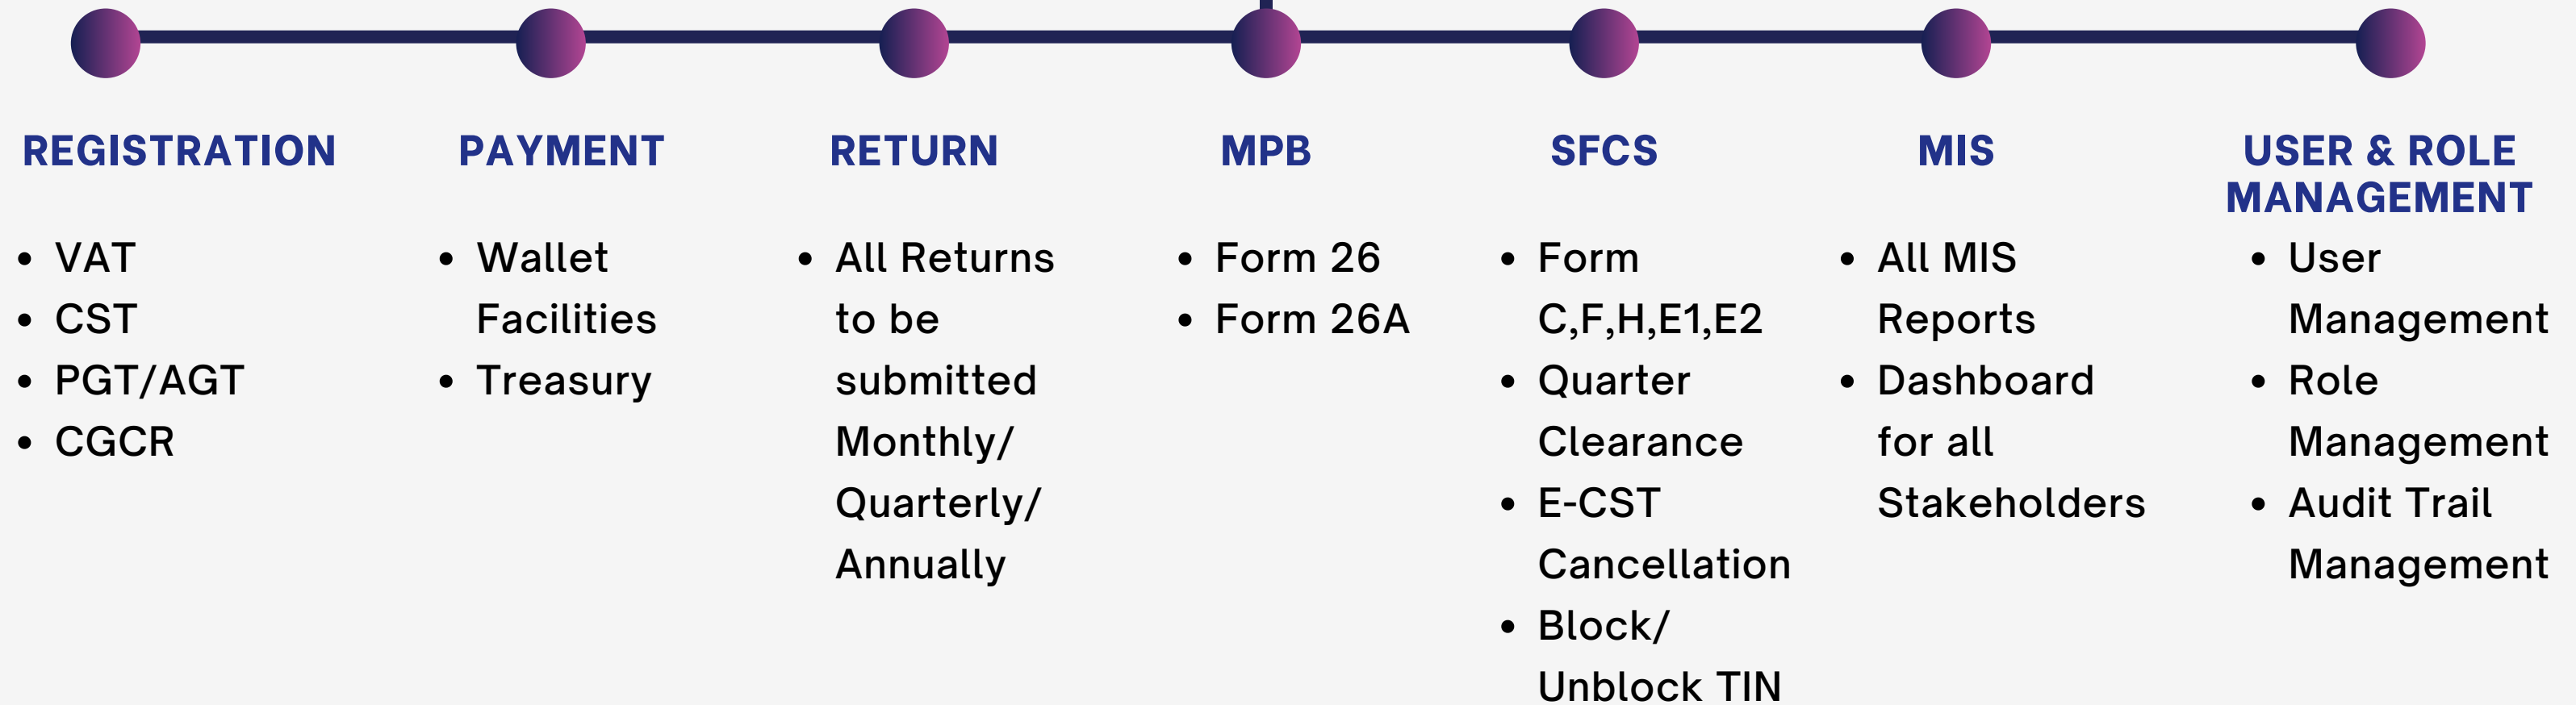 REGISTRATION
• VAT
• CST
• PGT/AGT
• CGCR
PAYMENT
• Wallet
Facilities
• Treasury
RETURN
• All Returns
to be
submitted
Monthly/
Quarterly/
Annually
MPB
• Form 26
• Form 26A
SFCS
• Form
C,F,H,E1,E2
• Quarter
Clearance
• E-CST
Cancellation
• Block/
Unblock TIN
MIS
• All MIS
Reports
• Dashboard
for all
Stakeholders
USER & ROLE
MANAGEMENT
• User
Management
• Role
Management
• Audit Trail
Management